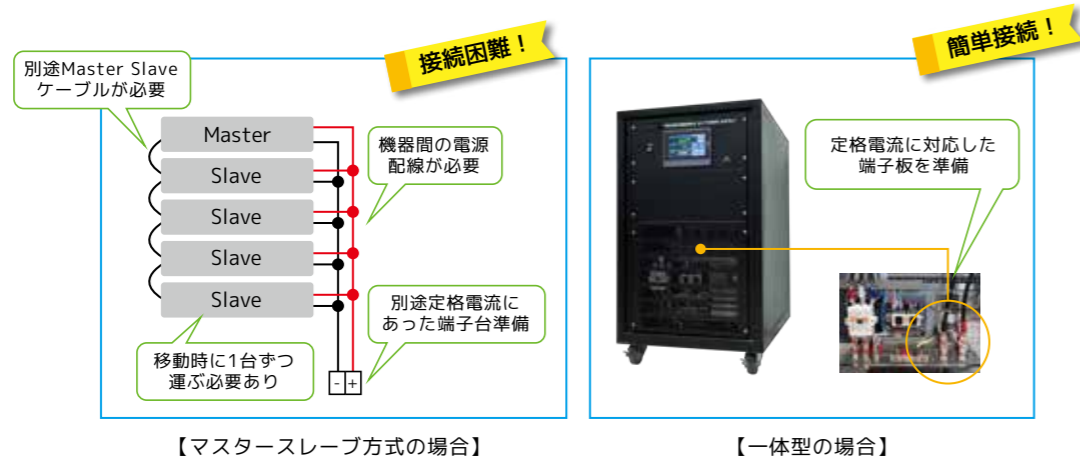 接続困難！
別途Master Slave
ケーブルが必要
Master
Slave
Slave
Slave
Slave
機器間の電源
配線が必要
別途定格電流に
あった端子台準備
移動時に1台ずつ
運ぶ必要あり
- +
【マスタースレーブ方式の場合】
簡単接続！
定格電流に対応した
端子板を準備
【一体型の場合】